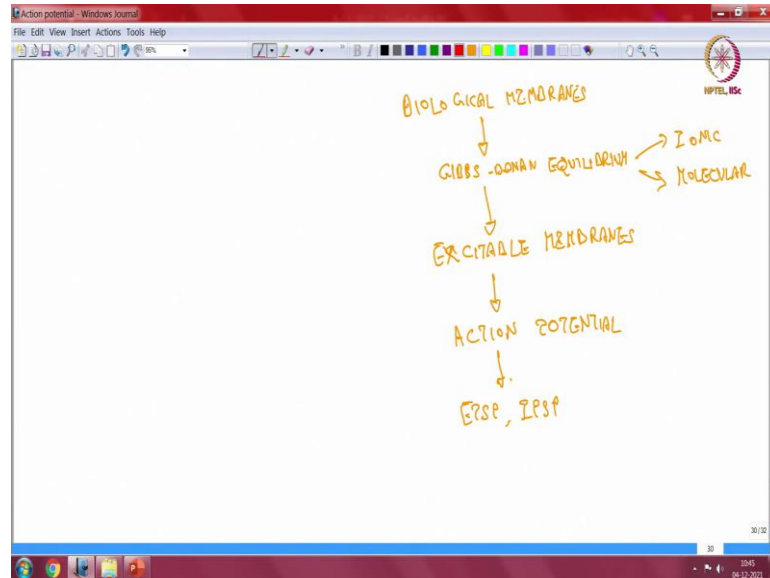 Action potential - Windows Journal
File Edit View Insert Actions Tools Help
95%
B I
NPTEL, IISc
BIOLOGICAL MEMBRANES
GIBBS-DONAN EQUILIBRIUM
IONIC
MOLECULAR
EXCITABLE MEMBRANES
ACTION POTENTIAL
EPSP, IPSP
30/32
30
10:45
04-12-2021